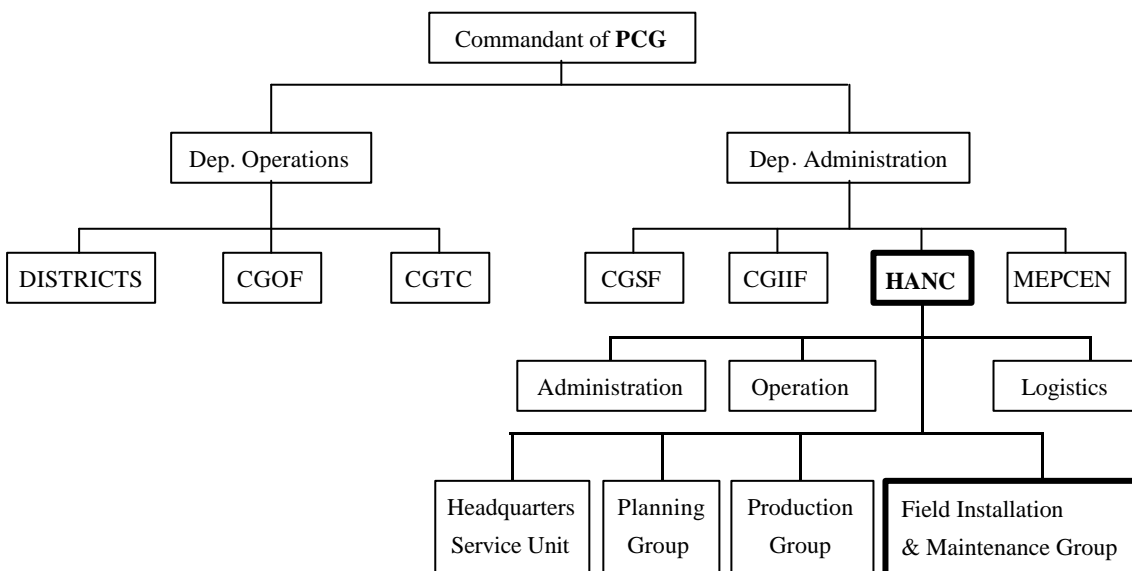 Commandant of PCG
Dep. Operations
Dep. Administration
DISTRICTS
CGOF
CGTC
CGSF
CGIIF
HANC
MEPCEN
Administration
Operation
Logistics
Headquarters
Service Unit
Planning
Group
Production
Group
Field Installation
& Maintenance Group